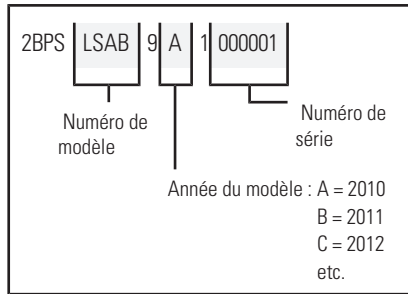 2BPS LSAB 9 A 1 000001
Numéro de
modèle
Numéro de
série
Année du modèle : A = 2010
B = 2011
C = 2012
etc.